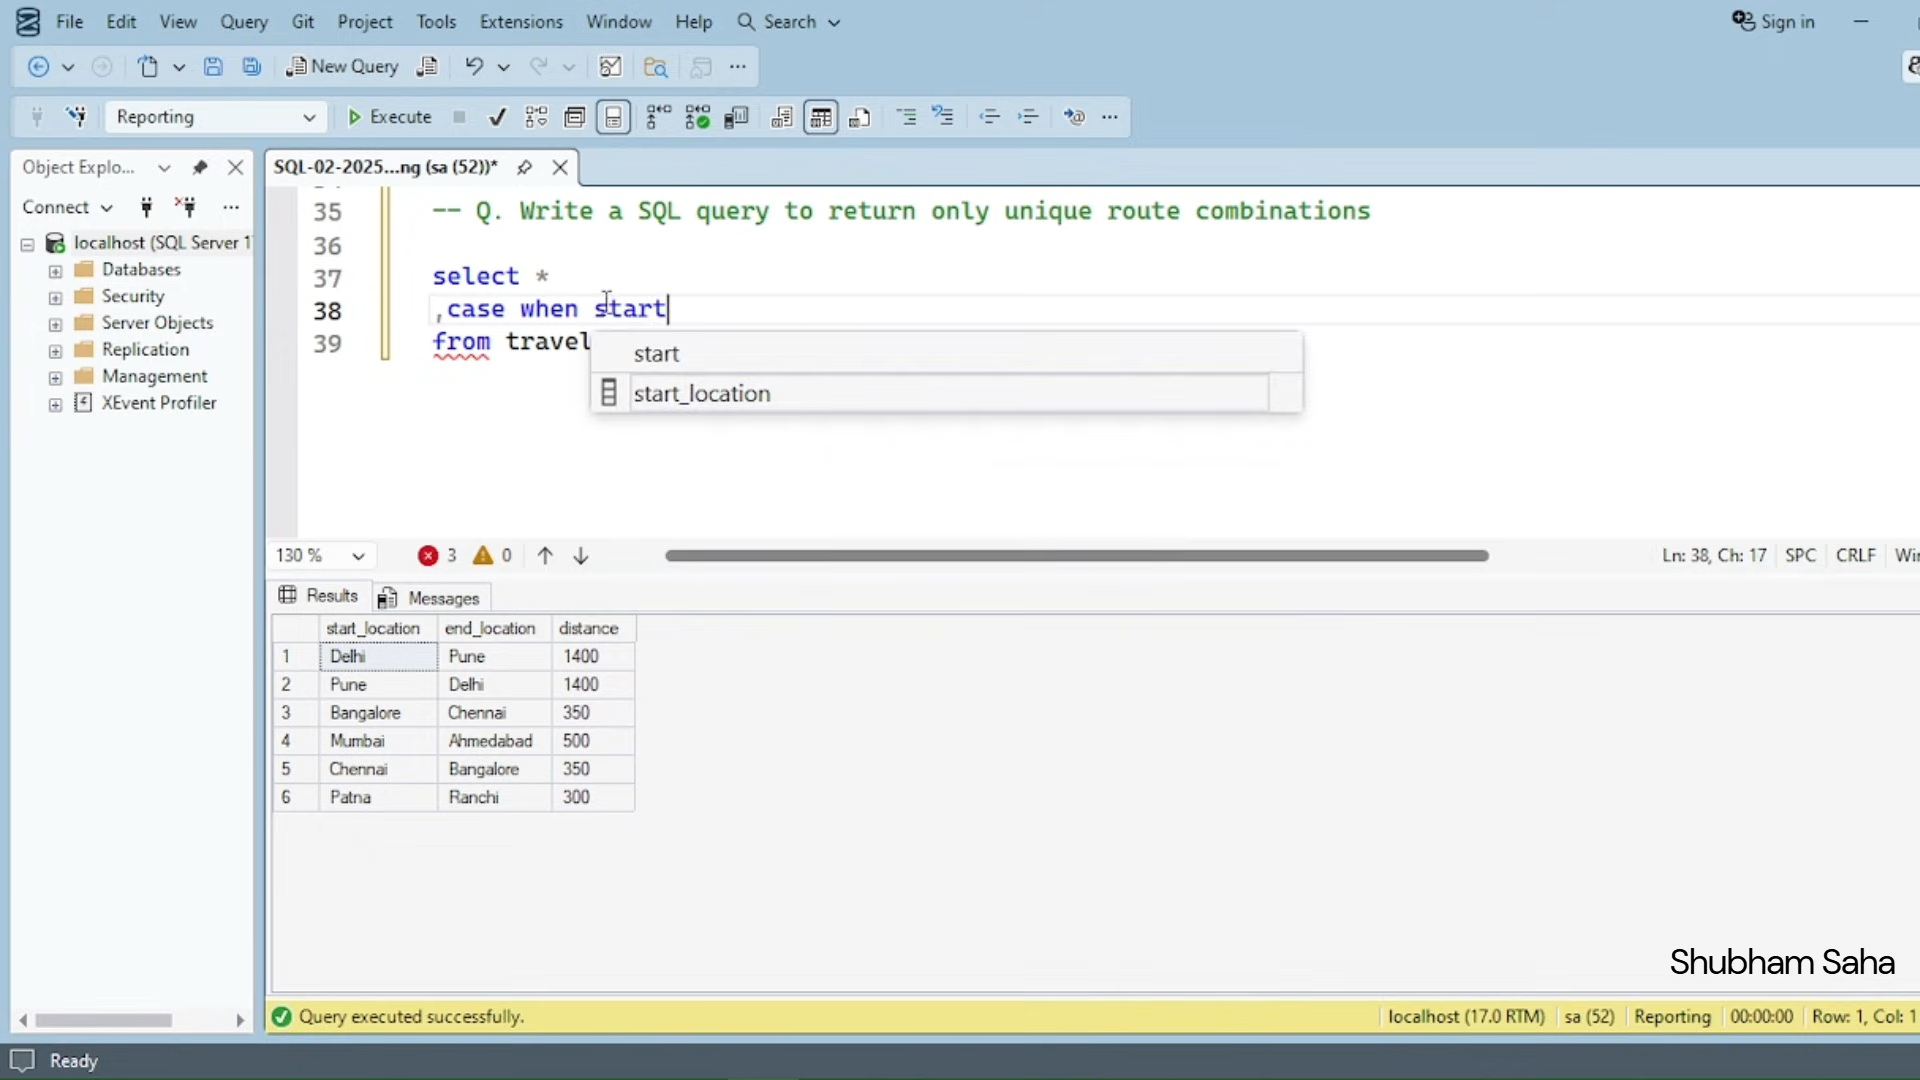 File Edit View Query Git Project Tools Extensions Window Help Search Sign in
New Query
Reporting Execute
Object Explo... SQL-02-2025...ng (sa (52))*
Connect
localhost (SQL Server 1
Databases
Security
Server Objects
Replication
Management
XEvent Profiler
35 -- Q. Write a SQL query to return only unique route combinations
36
37 select *
38 ,case when start
39 from travel
start
start_location
130 % 3 0 Ln: 38, Ch: 17 SPC CRLF Win
Results Messages
start_location end_location distance
1 Delhi Pune 1400
2 Pune Delhi 1400
3 Bangalore Chennai 350
4 Mumbai Ahmedabad 500
5 Chennai Bangalore 350
6 Patna Ranchi 300
Shubham Saha
Query executed successfully. localhost (17.0 RTM) sa (52) Reporting 00:00:00 Row: 1, Col: 1
Ready